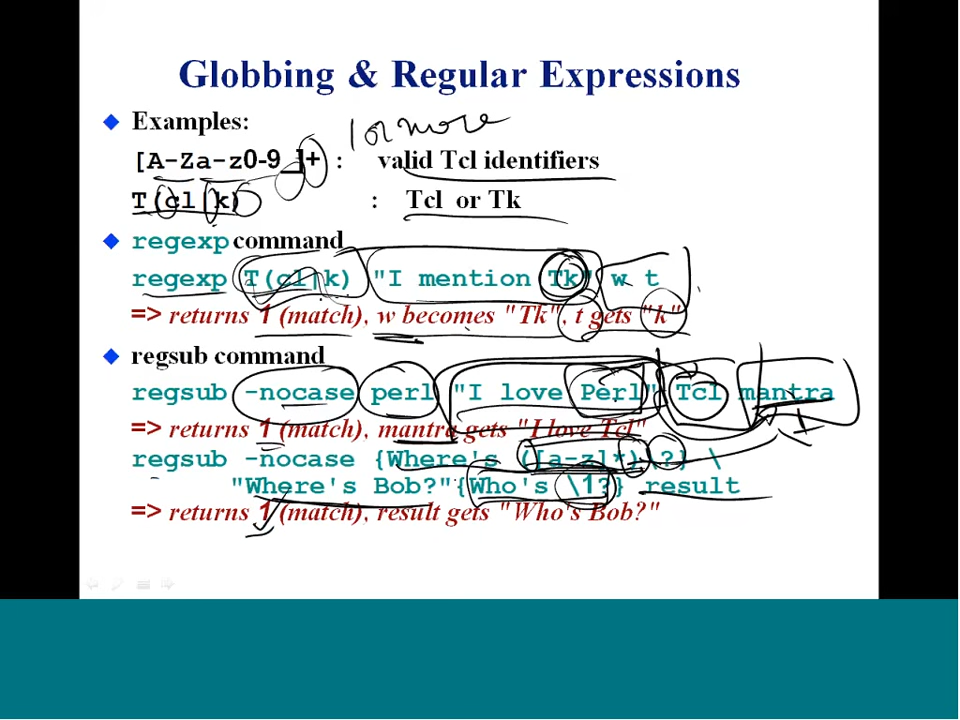 Globbing & Regular Expressions
Examples:
1 or more
[A-Za-z0-9_]+ : valid Tcl identifiers
T(cl|k) : Tcl or Tk
regexp command
regexp T(cl|k) "I mention Tk" w t
=> returns 1 (match), w becomes "Tk", t gets "k"
regsub command
regsub -nocase perl "I love Perl" Tcl mantra
=> returns 1 (match), mantra gets "I love Tcl"
regsub -nocase {Where's ([a-z]*)\?} \
"Where's Bob?"{Who's \1?} result
=> returns 1 (match), result gets "Who's Bob?"